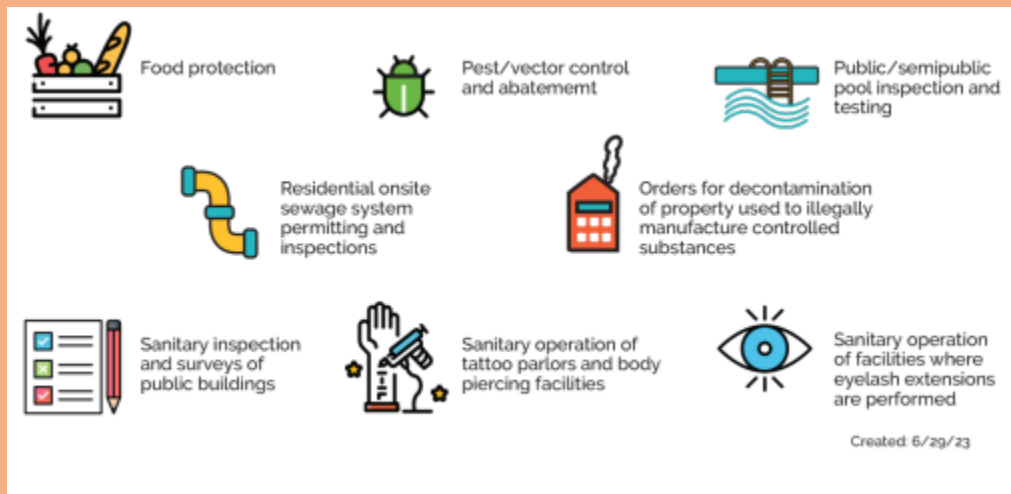 Food protection
Pest/vector control
and abatememt
Public/semipublic
pool inspection and
testing
Residential onsite
sewage system
permitting and
inspections
Orders for decontamination
of property used to illegally
manufacture controlled
substances
Sanitary inspection
and surveys of
public buildings
Sanitary operation of
tattoo parlors and body
piercing facilities
Sanitary operation
of facilities where
eyelash extensions
are performed
Created: 6/29/23